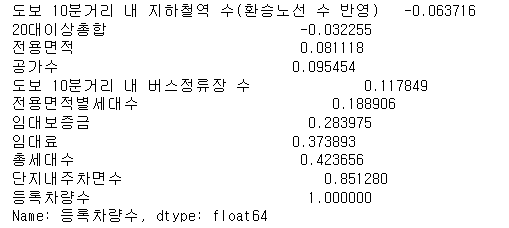 도보 10분거리 내 지하철역 수(환승노선 수 반영) -0.063716
20대이상총합 -0.032255
전용면적 0.081118
공가수 0.095454
도보 10분거리 내 버스정류장 수 0.117849
전용면적별세대수 0.188906
임대보증금 0.283975
임대료 0.373893
총세대수 0.423656
단지내주차면수 0.851280
등록차량수 1.000000
Name: 등록차량수, dtype: float64